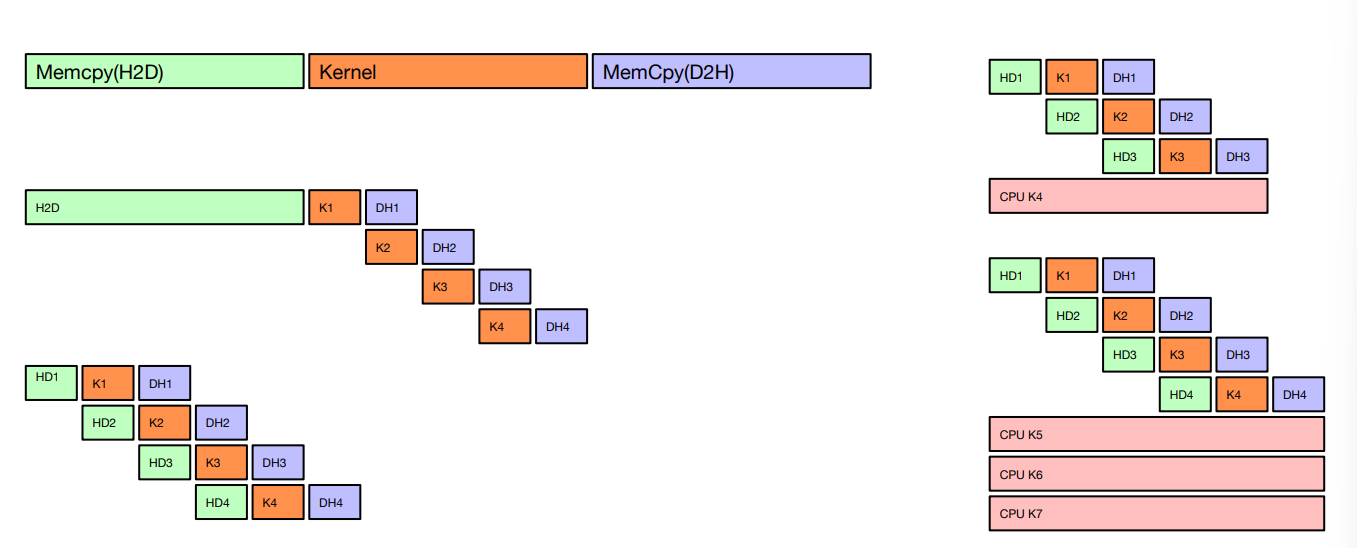 Memcpy(H2D) Kernel MemCpy(D2H)
H2D K1 DH1
K2 DH2
K3 DH3
K4 DH4
HD1 K1 DH1
HD2 K2 DH2
HD3 K3 DH3
HD4 K4 DH4
HD1 K1 DH1
HD2 K2 DH2
HD3 K3 DH3
CPU K4
HD1 K1 DH1
HD2 K2 DH2
HD3 K3 DH3
HD4 K4 DH4
CPU K5
CPU K6
CPU K7